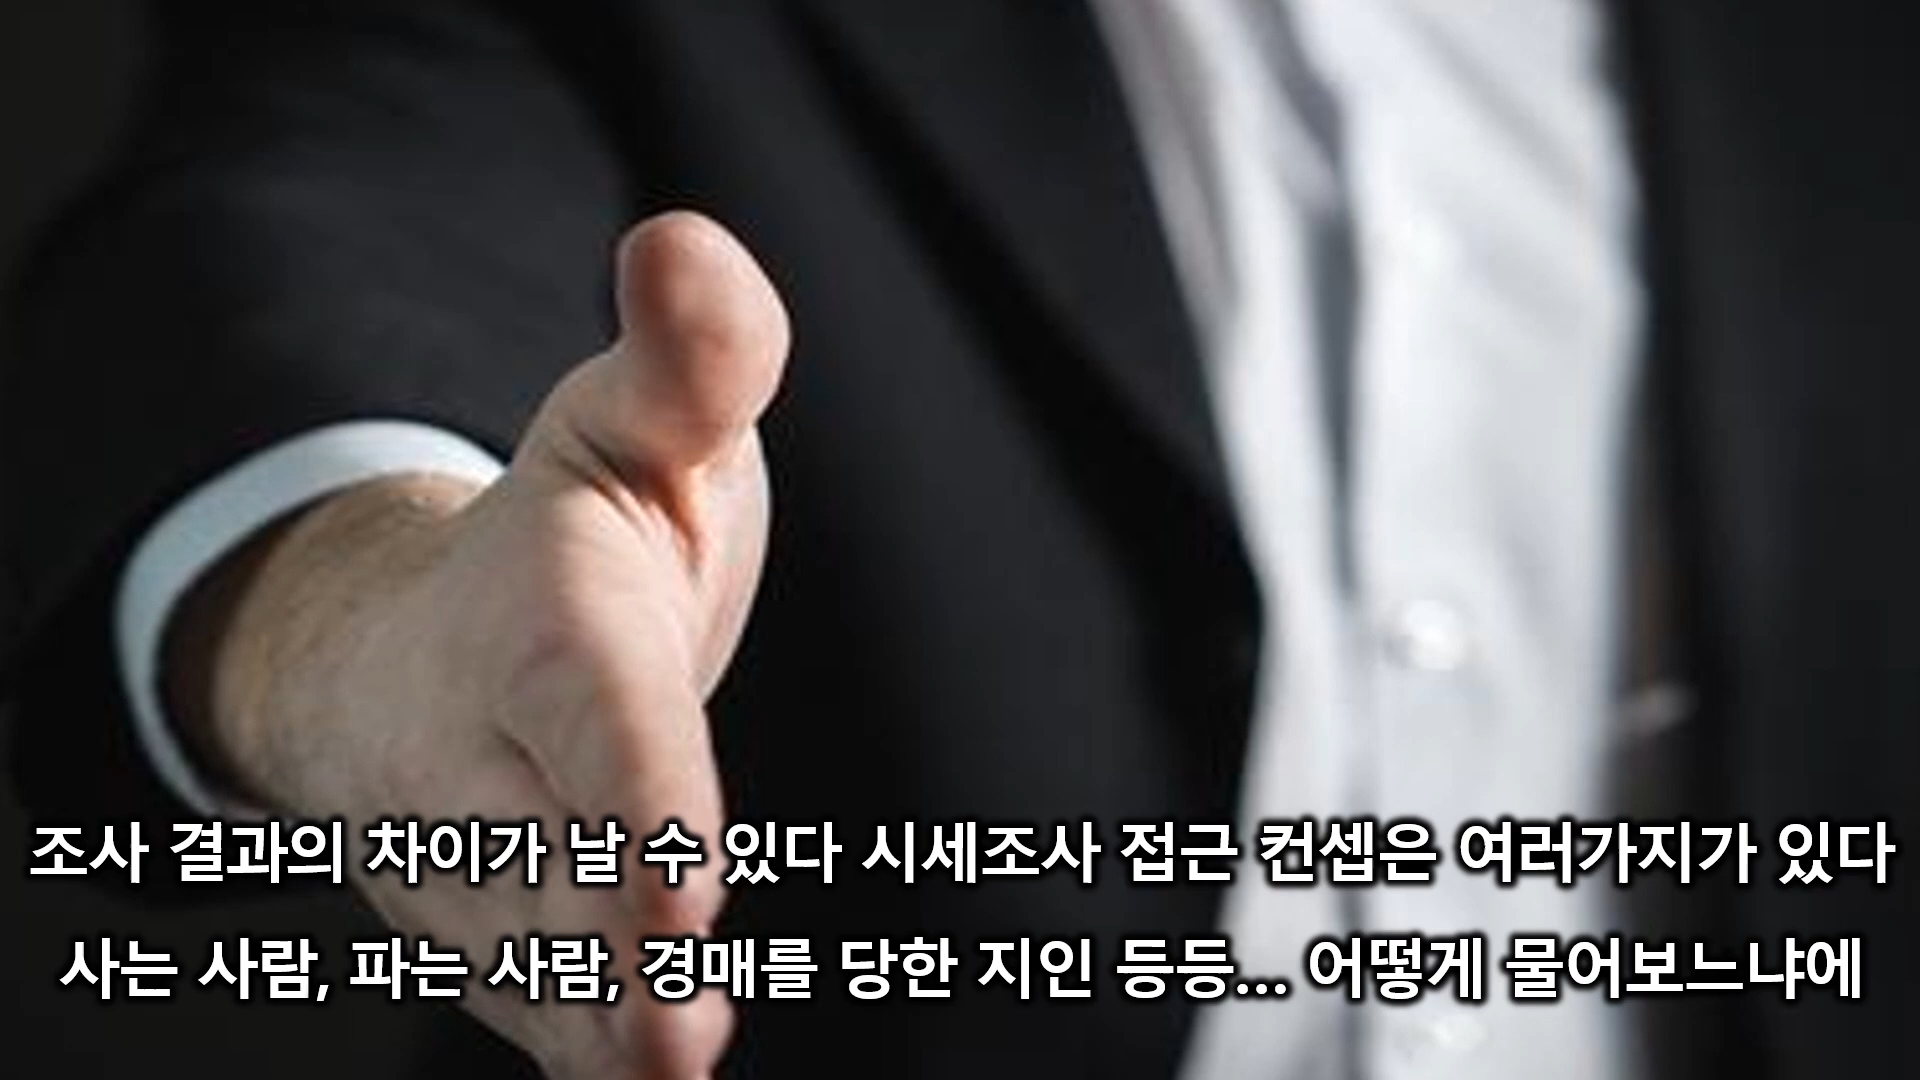 조사 결과의 차이가 날 수 있다 시세조사 접근 컨셉은 여러가지가 있다
사는 사람, 파는 사람, 경매를 당한 지인 등등... 어떻게 물어보느냐에